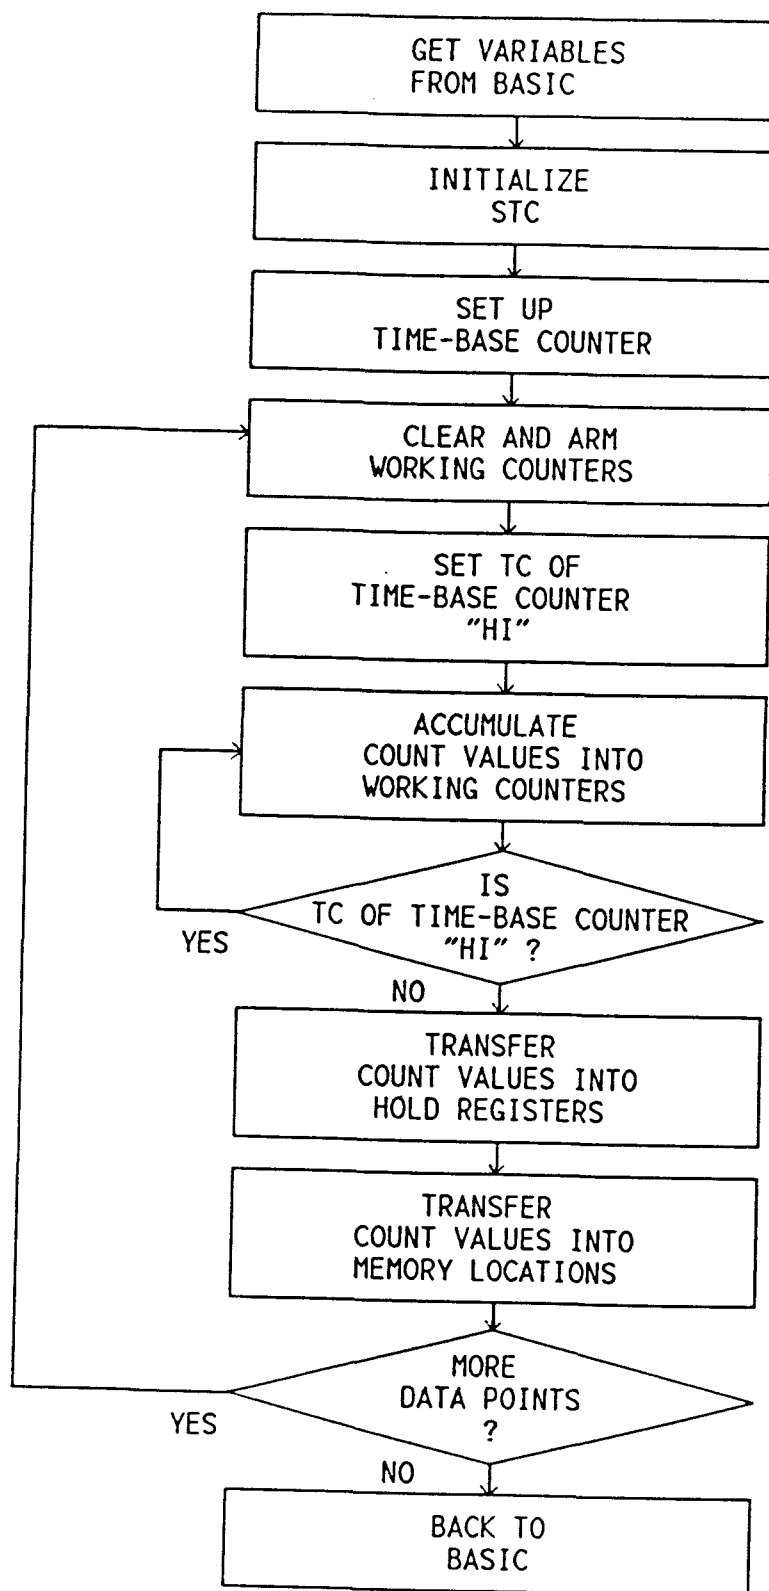 GET VARIABLES
FROM BASIC
INITIALIZE
STC
SET UP
TIME-BASE COUNTER
CLEAR AND ARM
WORKING COUNTERS
SET TC OF
TIME-BASE COUNTER
"HI"
ACCUMULATE
COUNT VALUES INTO
WORKING COUNTERS
IS
TC OF TIME-BASE COUNTER
"HI" ?
YES
NO
TRANSFER
COUNT VALUES INTO
HOLD REGISTERS
TRANSFER
COUNT VALUES INTO
MEMORY LOCATIONS
MORE
DATA POINTS
?
YES
NO
BACK TO
BASIC